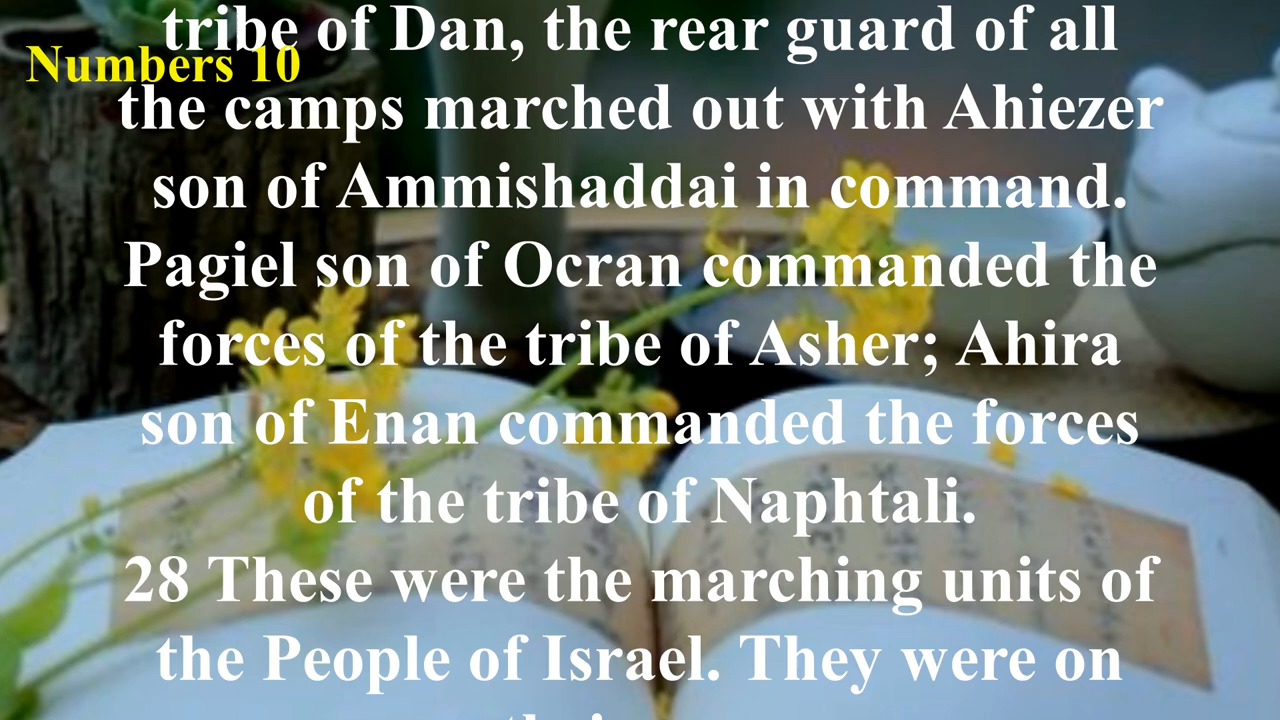 tribe of Dan, the rear guard of all
Numbers 10
the camps marched out with Ahiezer
son of Ammishaddai in command.
Pagiel son of Ocran commanded the
forces of the tribe of Asher; Ahira
son of Enan commanded the forces
of the tribe of Naphtali.
28 These were the marching units of
the People of Israel. They were on